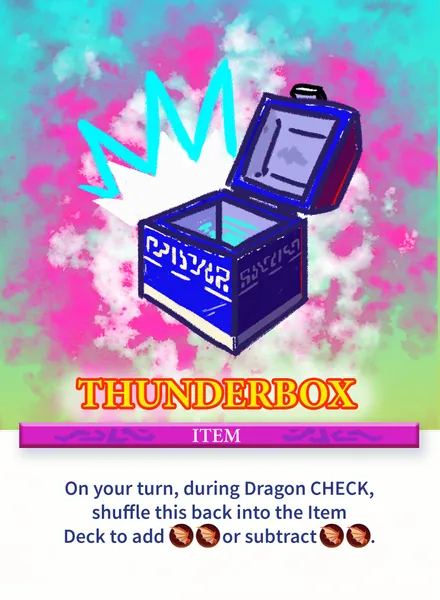 THUNDERBOX
ITEM
On your turn, during Dragon CHECK,
shuffle this back into the Item
Deck to add or subtract .